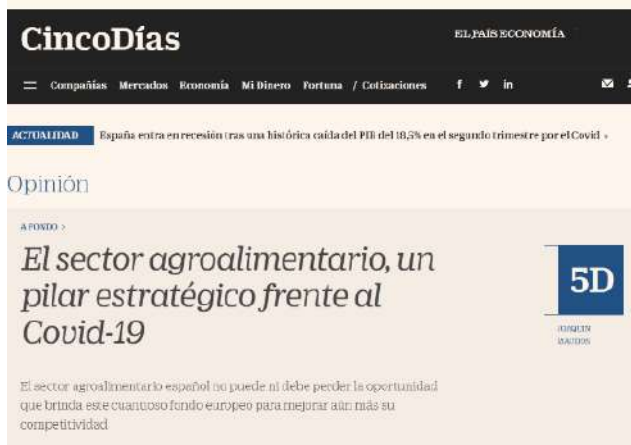 CincoDías
EL PAÍS ECONOMÍA
Compañías Mercados Economía Mi Dinero Fortuna / Cotizaciones
ACTUALIDAD España entra en recesión tras una histórica caída del PIB del 18,5% en el segundo trimestre por el Covid
Opinión
A FONDO >
El sector agroalimentario, un
pilar estratégico frente al
Covid-19
5D
JOAQUÍN
MAUDOS
El sector agroalimentario español no puede ni debe perder la oportunidad
que brinda este cuantioso fondo europeo para mejorar aún más su
competitividad